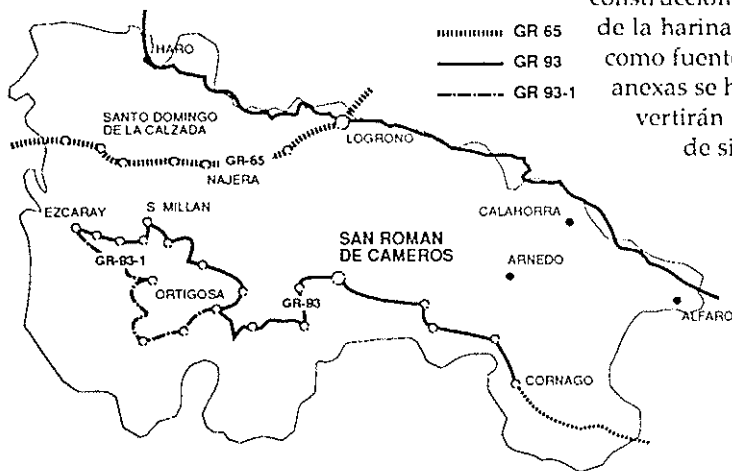 construcción
GR 65
de la harina
GR 93
como fuente
GR 93-1
anexas se h
vertirán
de si
HARO
SANTO DOMINGO
DE LA CALZADA
LOGRONO
GR-65
NAJERA
EZCARAY
S. MILLAN
CALAHORRA
SAN ROMAN
DE CAMEROS
GR-93-1
ARNEDO
ORTIGOSA
GR-93
ALFARO
CORNAGO